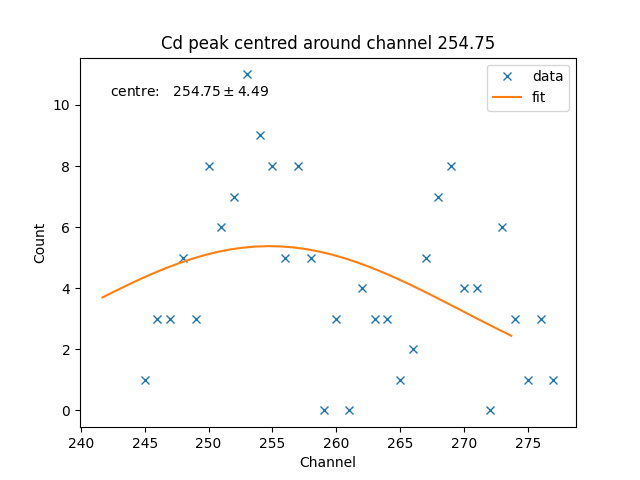 Cd peak centred around channel 254.75
centre: 254.75 ± 4.49
data
fit
10
8
6
4
2
0
Count
240 245 250 255 260 265 270 275
Channel